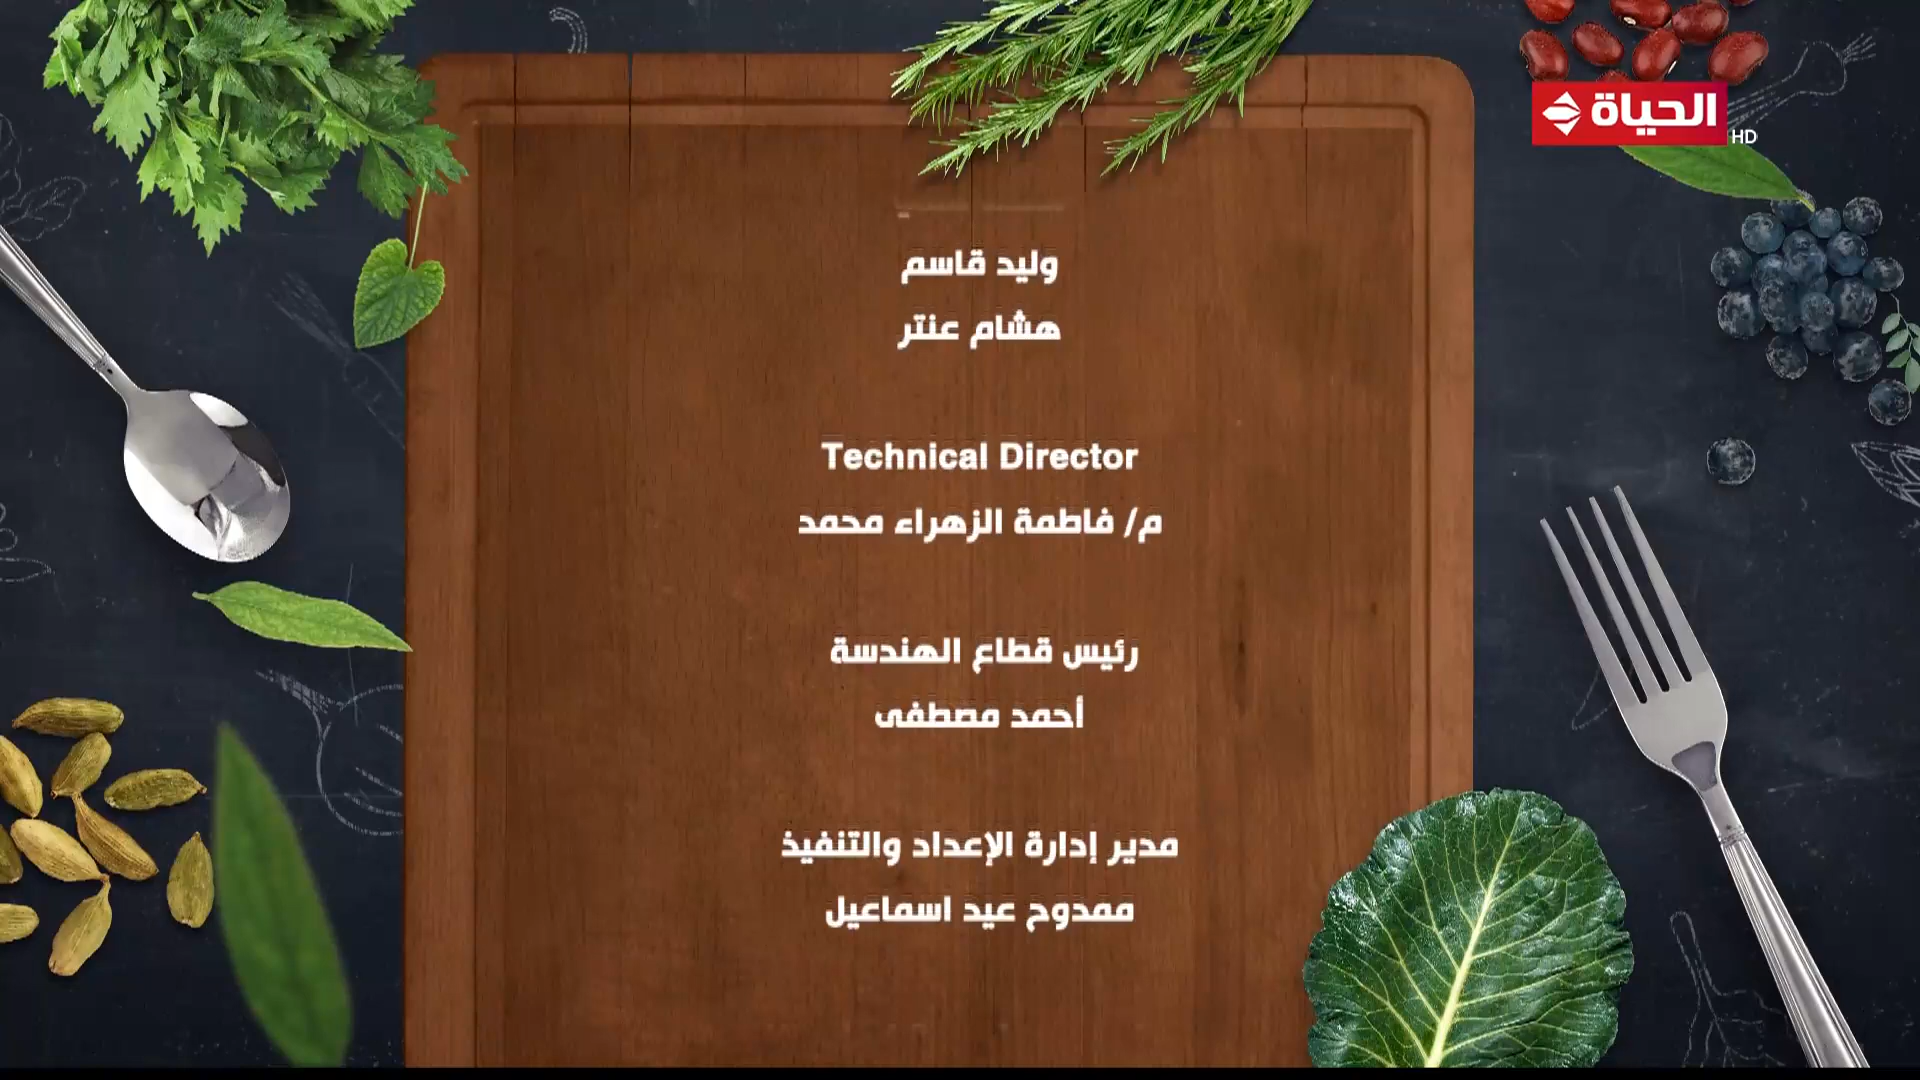 الحياة
HD
وليد قاسم
هشام عنتر
Technical Director
م/ فاطمة الزهراء محمد
رئيس قطاع الهندسة
أحمد مصطفى
مدير إدارة الإعداد والتنفيذ
ممدوح عيد اسماعيل